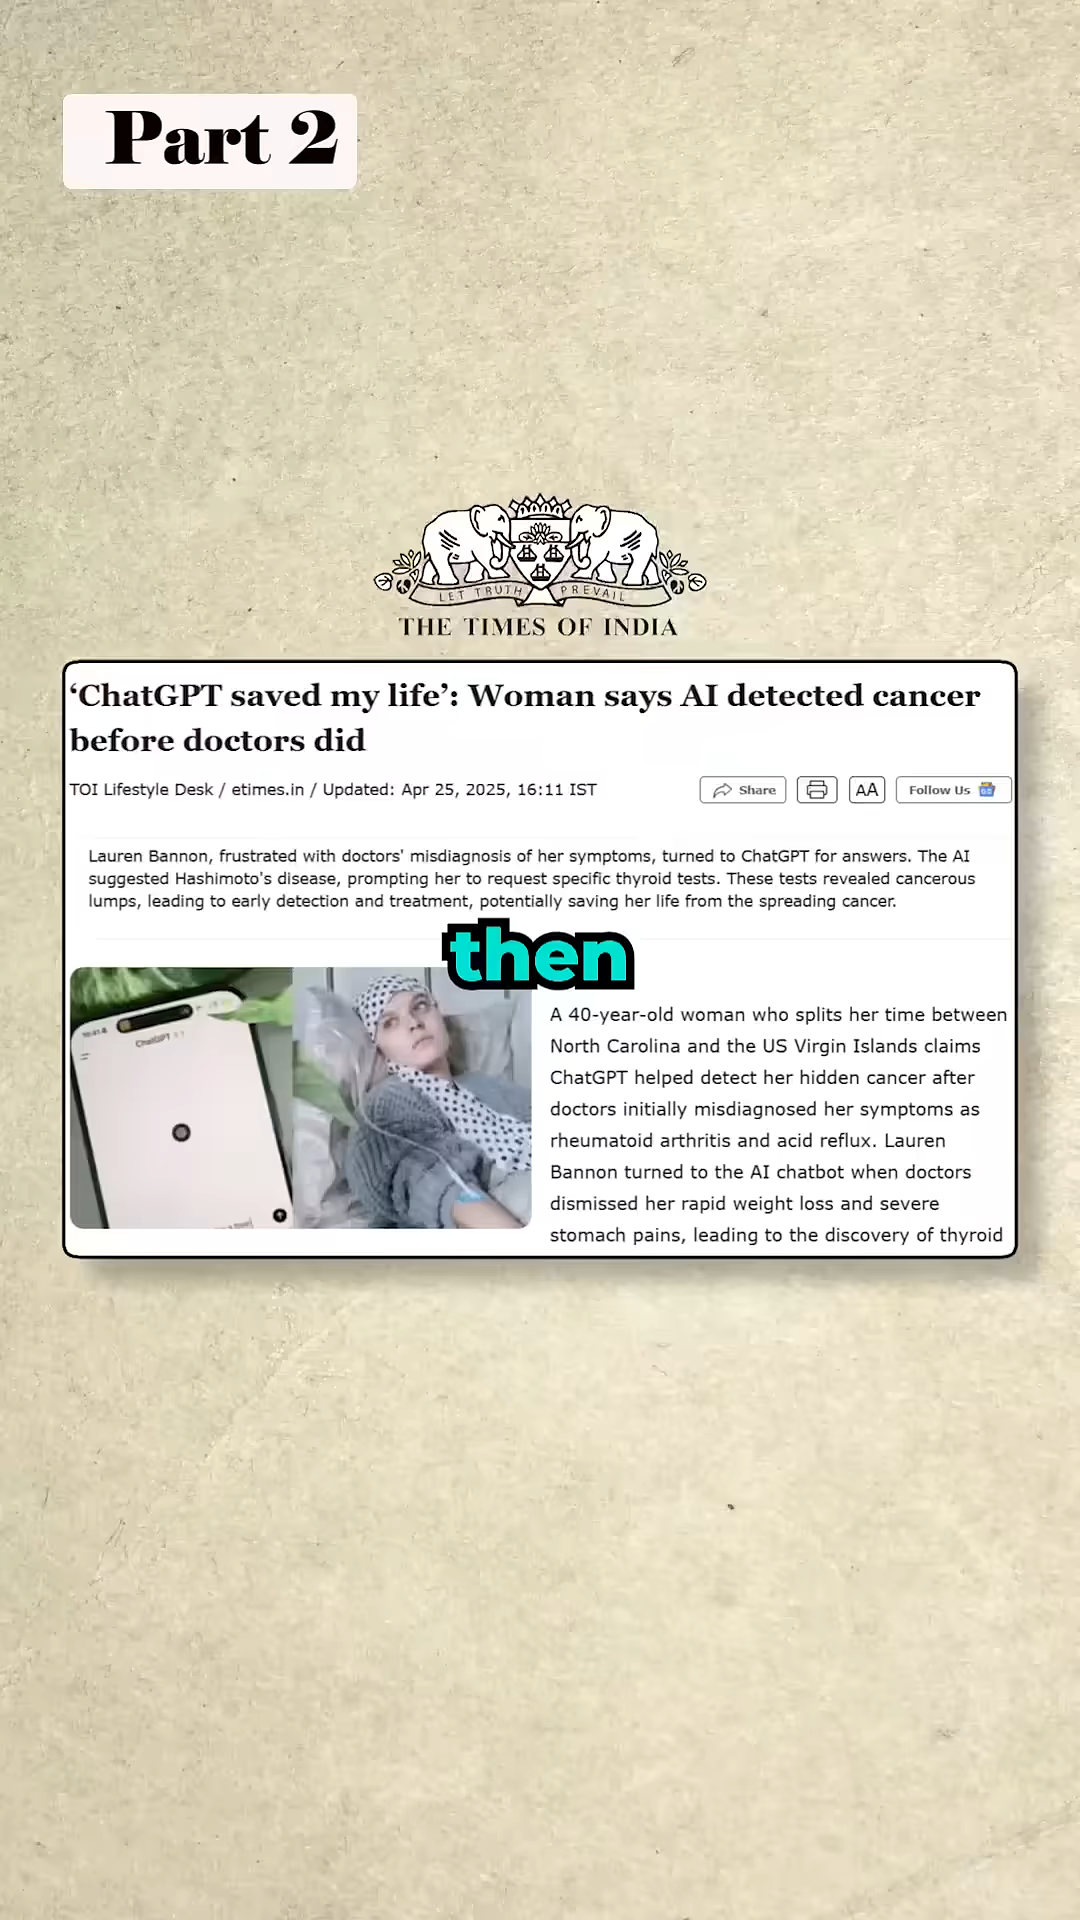 Part 2
LET TRUTH PREVAIL
THE TIMES OF INDIA
‘ChatGPT saved my life’: Woman says AI detected cancer
before doctors did
TOI Lifestyle Desk / etimes.in / Updated: Apr 25, 2025, 16:11 IST
Share
AA
Follow Us
Lauren Bannon, frustrated with doctors' misdiagnosis of her symptoms, turned to ChatGPT for answers. The AI
suggested Hashimoto's disease, prompting her to request specific thyroid tests. These tests revealed cancerous
lumps, leading to early detection and treatment, potentially saving her life from the spreading cancer.
then
ChatGPT
A 40-year-old woman who splits her time between
North Carolina and the US Virgin Islands claims
ChatGPT helped detect her hidden cancer after
doctors initially misdiagnosed her symptoms as
rheumatoid arthritis and acid reflux. Lauren
Bannon turned to the AI chatbot when doctors
dismissed her rapid weight loss and severe
stomach pains, leading to the discovery of thyroid